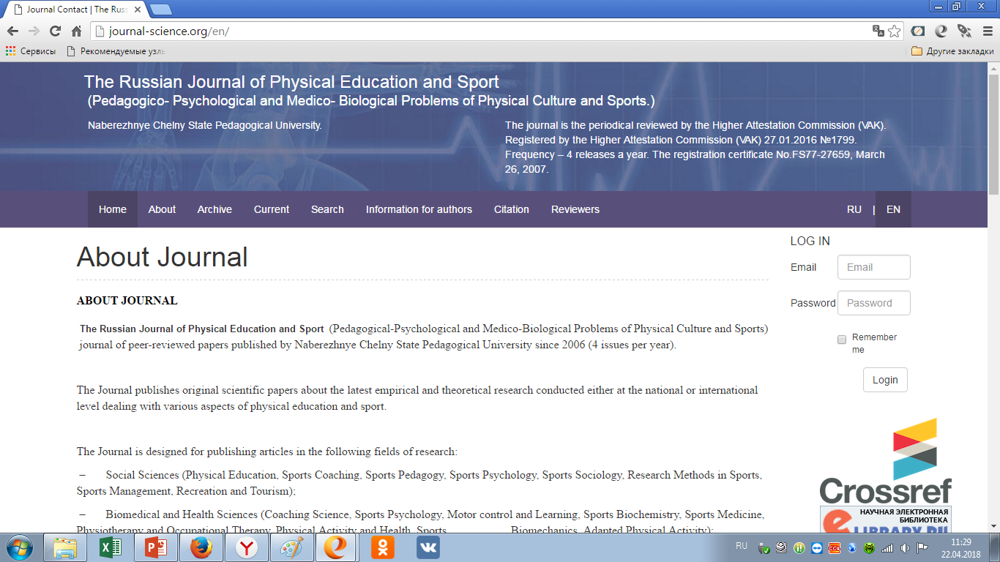 Journal Contact | The Rus
journal-science.org/en/
Сервисы
Рекомендуемые узл
Другие закладки
The Russian Journal of Physical Education and Sport
(Pedagogico- Psychological and Medico- Biological Problems of Physical Culture and Sports.)
Naberezhnye Chelny State Pedagogical University.
The journal is the periodical reviewed by the Higher Attestation Commission (VAK).
Registered by the Higher Attestation Commission (VAK) 27.01.2016 №1799.
Frequency – 4 releases a year. The registration certificate No.FS77-27659, March
26, 2007.
Home About Archive Current Search Information for authors Citation Reviewers RU | EN
About Journal
ABOUT JOURNAL
The Russian Journal of Physical Education and Sport (Pedagogical-Psychological and Medico-Biological Problems of Physical Culture and Sports)
journal of peer-reviewed papers published by Naberezhnye Chelny State Pedagogical University since 2006 (4 issues per year).
The Journal publishes original scientific papers about the latest empirical and theoretical research conducted either at the national or international
level dealing with various aspects of physical education and sport.
The Journal is designed for publishing articles in the following fields of research:
– Social Sciences (Physical Education, Sports Coaching, Sports Pedagogy, Sports Psychology, Sports Sociology, Research Methods in Sports,
Sports Management, Recreation and Tourism);
– Biomedical and Health Sciences (Coaching Science, Sports Psychology, Motor control and Learning, Sports Biochemistry, Sports Medicine,
Physiotherapy and Occupational Therapy, Physical Activity and Health, Sports Biomechanics, Adapted Physical Activity);
LOG IN
Email Email
Password Password
Remember
me
Login
Crossref
НАУЧНАЯ ЭЛЕКТРОННАЯ
БИБЛИОТЕКА
eLIBRARY.RU
RU
11:29
22.04.2018